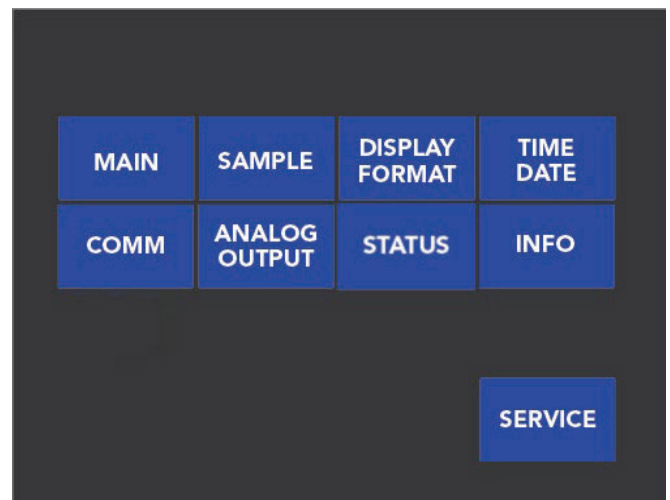 MAIN
SAMPLE
DISPLAY
FORMAT
TIME
DATE
COMM
ANALOG
OUTPUT
STATUS
INFO
SERVICE